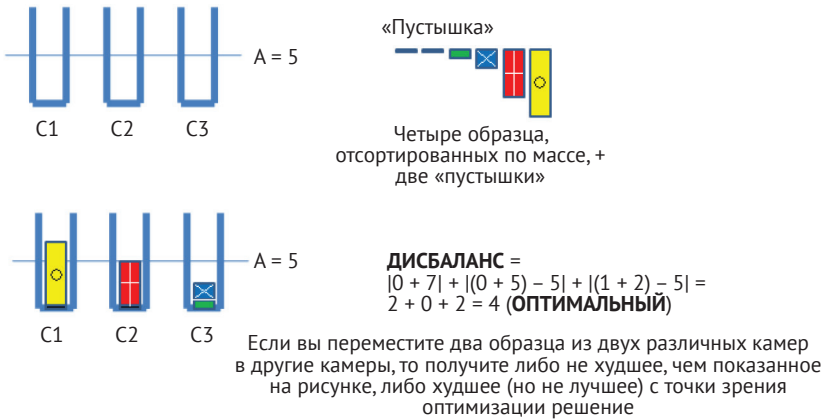 «Пустышка»
A = 5
C1 C2 C3
Четыре образца,
отсортированных по массе, +
две «пустышки»
A = 5
C1 C2 C3
ДИСБАЛАНС =
|0 + 7| + |(0 + 5) – 5| + |(1 + 2) – 5| =
2 + 0 + 2 = 4 (ОПТИМАЛЬНЫЙ)
Если вы переместите два образца из двух различных камер
в другие камеры, то получите либо не худшее, чем показанное
на рисунке, либо худшее (но не лучшее) с точки зрения
оптимизации решение